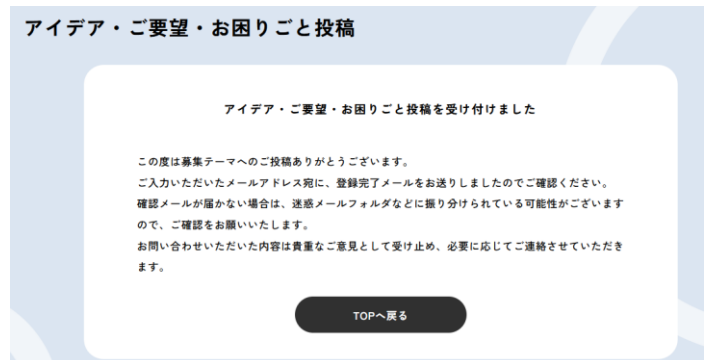 アイデア・ご要望・お困りごと投稿
アイデア・ご要望・お困りごと投稿を受け付けました
この度は募集テーマへのご投稿ありがとうございます。
ご入力いただいたメールアドレス宛に、登録完了メールをお送りしましたのでご確認ください。
確認メールが届かない場合は、迷惑メールフォルダなどに振り分けられている可能性がございます
ので、ご確認をお願いいたします。
お問い合わせいただいた内容は貴重なご意見として受け止め、必要に応じてご連絡させていただき
ます。
TOPへ戻る